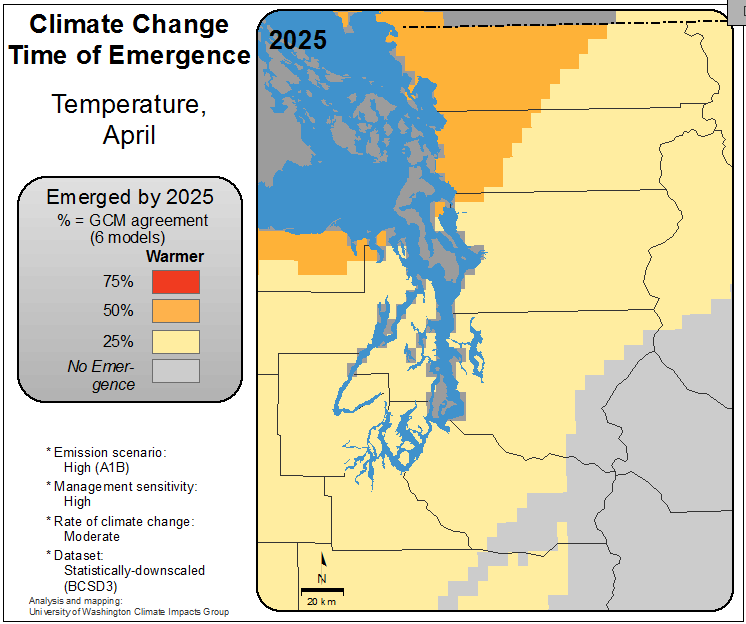 Climate Change
Time of Emergence
Temperature,
April
Emerged by 2025
% = GCM agreement
(6 models)
Warmer
75%
50%
25%
No Emer-
gence
* Emission scenario:
High (A1B)
* Management sensitivity:
High
* Rate of climate change:
Moderate
* Dataset:
Statistically-downscaled
(BCSD3)
Analysis and mapping:
University of Washington Climate Impacts Group
2025
N
20 km